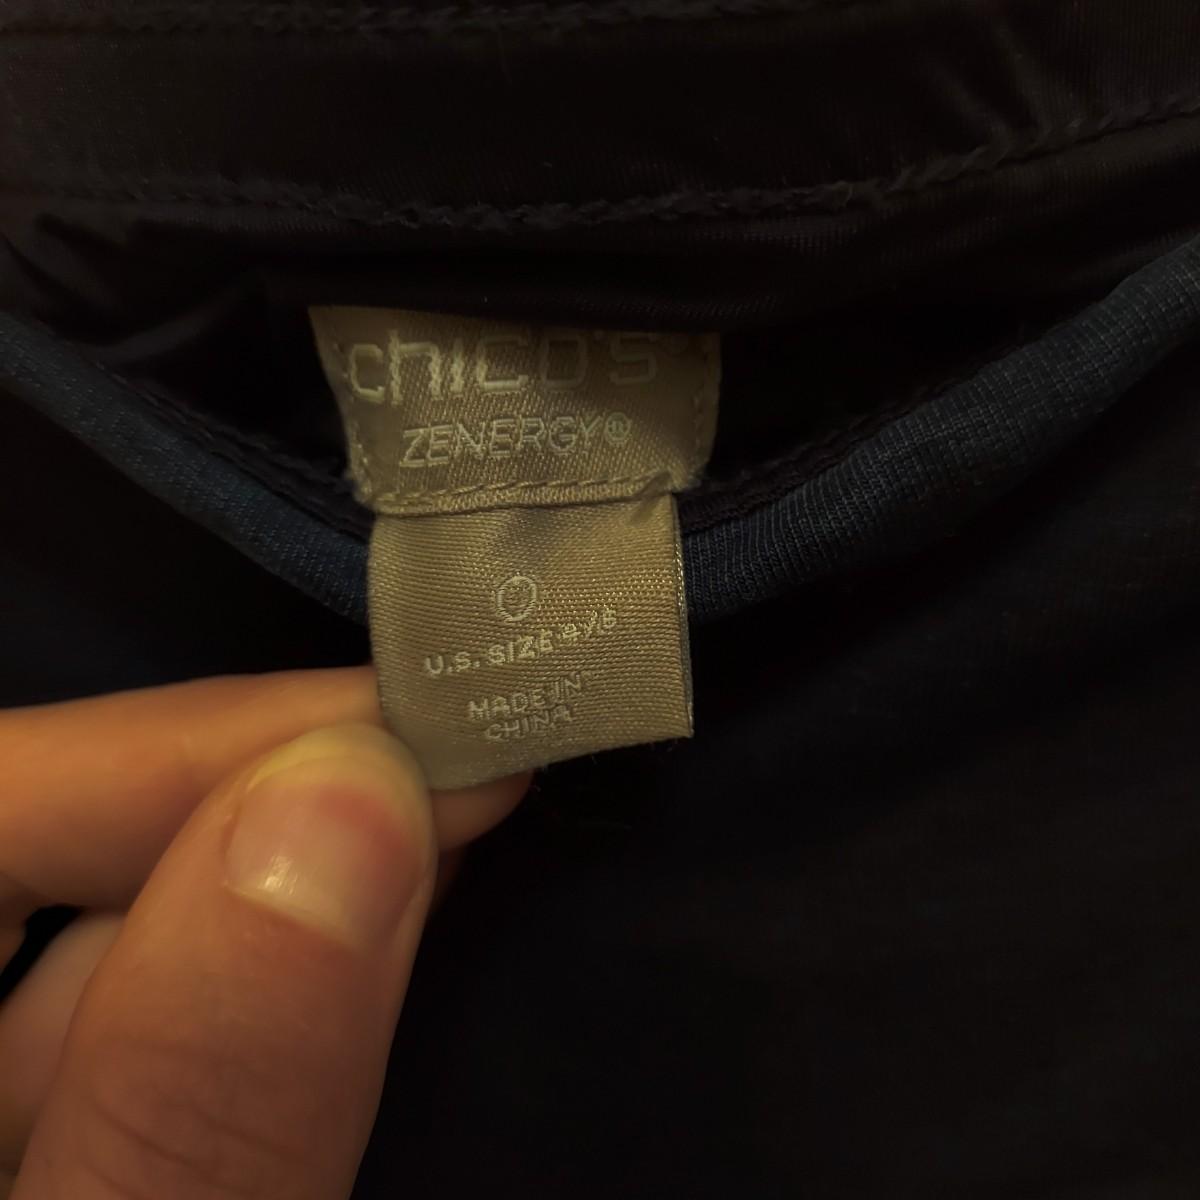 chico's
ZENERGY®
0
U.S. SIZE 4/6
MADE IN
CHINA